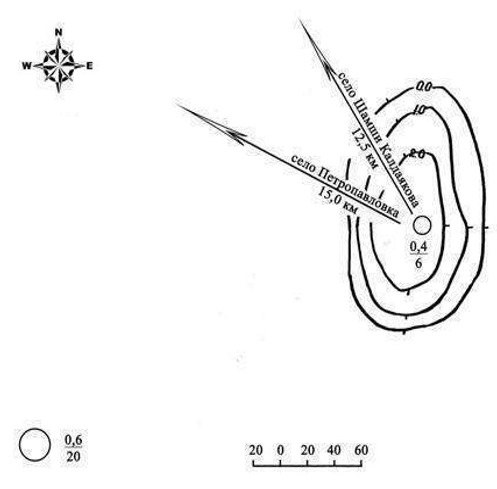 N
W E
S
0.0
1.0
2.0
село Шамши Калдаякова
12,5 км
село Петропавловка
15,0 км
0,4
6
0,6
20
20 0 20 40 60